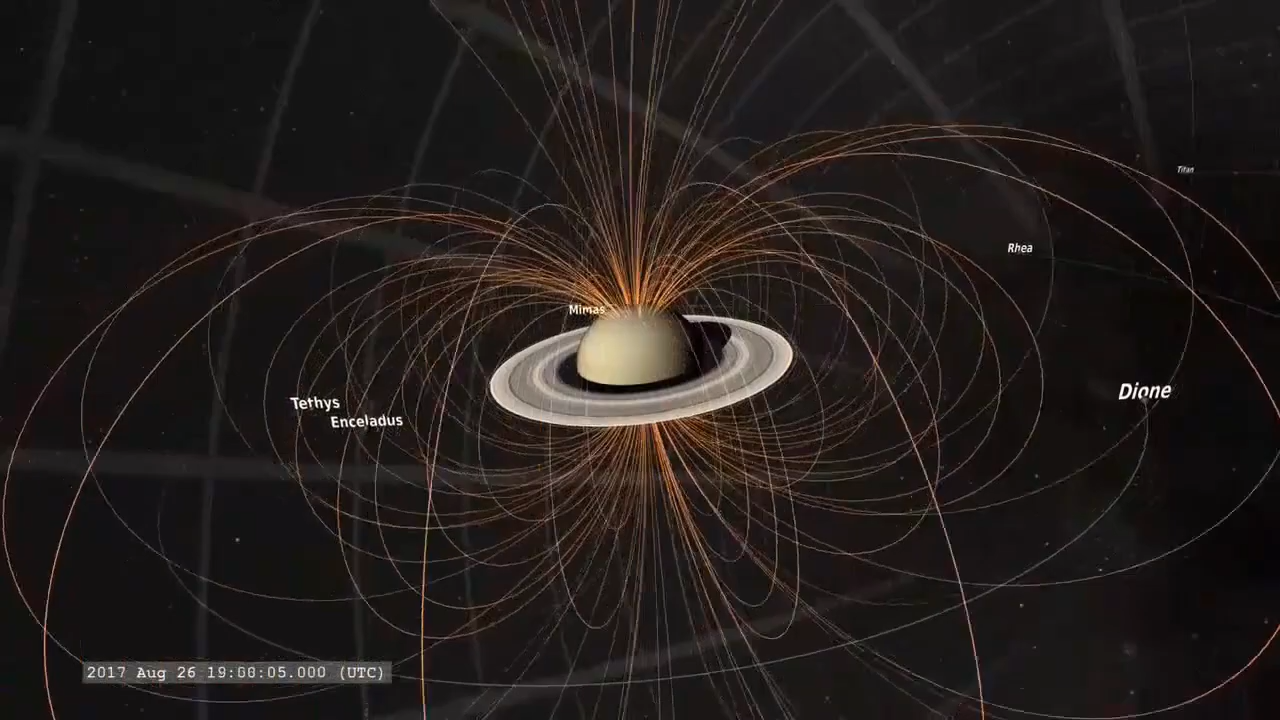 Titan
Rhea
Mimas
Dione
Tethys
Enceladus
2017 Aug 26 19:00:05.000 (UTC)